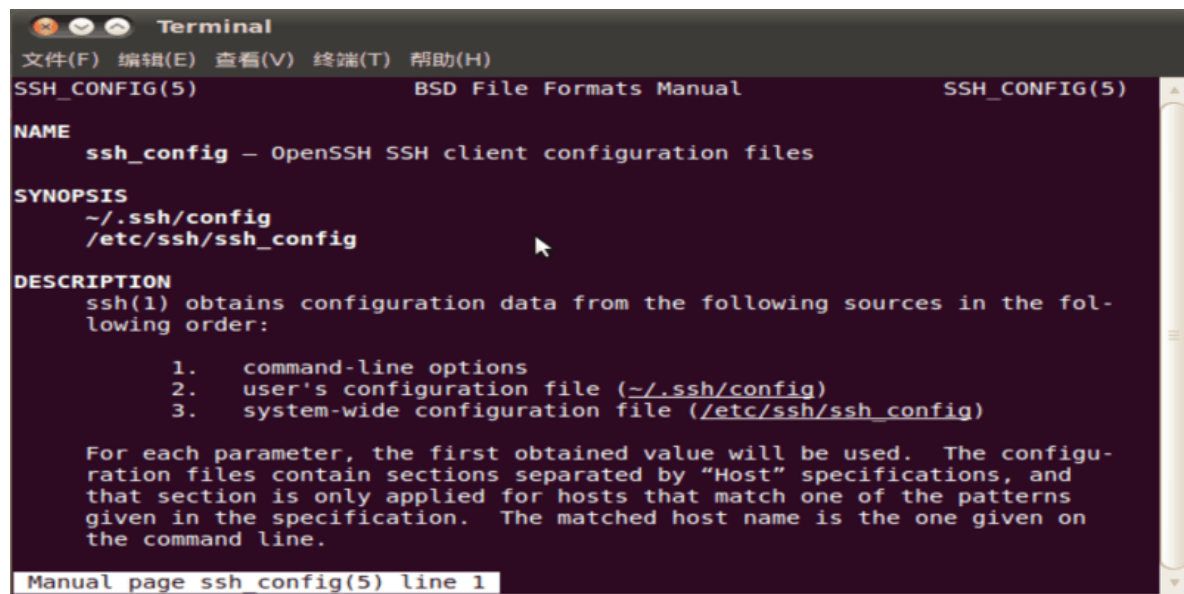 Terminal
文件(F) 编辑(E) 查看(V) 终端(T) 帮助(H)
SSH_CONFIG(5) BSD File Formats Manual SSH_CONFIG(5)
NAME
ssh_config — OpenSSH SSH client configuration files
SYNOPSIS
~/.ssh/config
/etc/ssh/ssh_config
DESCRIPTION
ssh(1) obtains configuration data from the following sources in the fol-
lowing order:
1. command-line options
2. user's configuration file (~/.ssh/config)
3. system-wide configuration file (/etc/ssh/ssh_config)
For each parameter, the first obtained value will be used. The configu-
ration files contain sections separated by “Host” specifications, and
that section is only applied for hosts that match one of the patterns
given in the specification. The matched host name is the one given on
the command line.
Manual page ssh_config(5) line 1